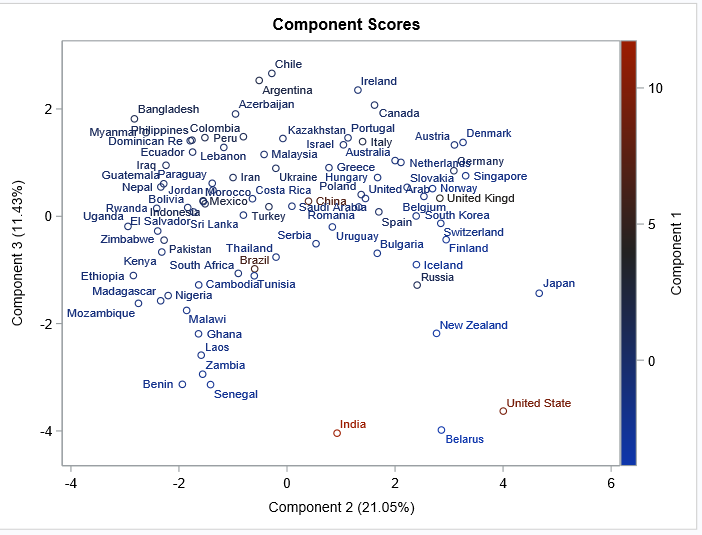 Component Scores
Chile
Argentina
Ireland
Canada
Azerbaijan
Bangladesh
Myanmar
Philippines
Colombia
Dominican Re
Peru
Kazakhstan
Portugal
Israel
Italy
Austria
Denmark
Ecuador
Lebanon
Malaysia
Australia
Netherlands
Germany
Iraq
Greece
Guatemala
Paraguay
Iran
Ukraine
Hungary
Slovakia
Singapore
Nepal
Jordan
Morocco
Costa Rica
Poland
United Arab
Norway
Bolivia
Mexico
China
United Kingd
Rwanda
Indonesia
Saudi Arabia
Belgium
Uganda
El Salvador
Sri Lanka
Turkey
Romania
Spain
South Korea
Zimbabwe
Serbia
Uruguay
Switzerland
Pakistan
Thailand
Bulgaria
Finland
Kenya
South Africa
Brazil
Iceland
Ethiopia
Cambodia
Tunisia
Russia
Japan
Madagascar
Nigeria
Mozambique
Malawi
New Zealand
Ghana
Laos
Zambia
Benin
Senegal
United State
India
Belarus
2
0
-2
-4
-4
-2
0
2
4
6
Component 3 (11.43%)
Component 2 (21.05%)
10
5
0
Component 1